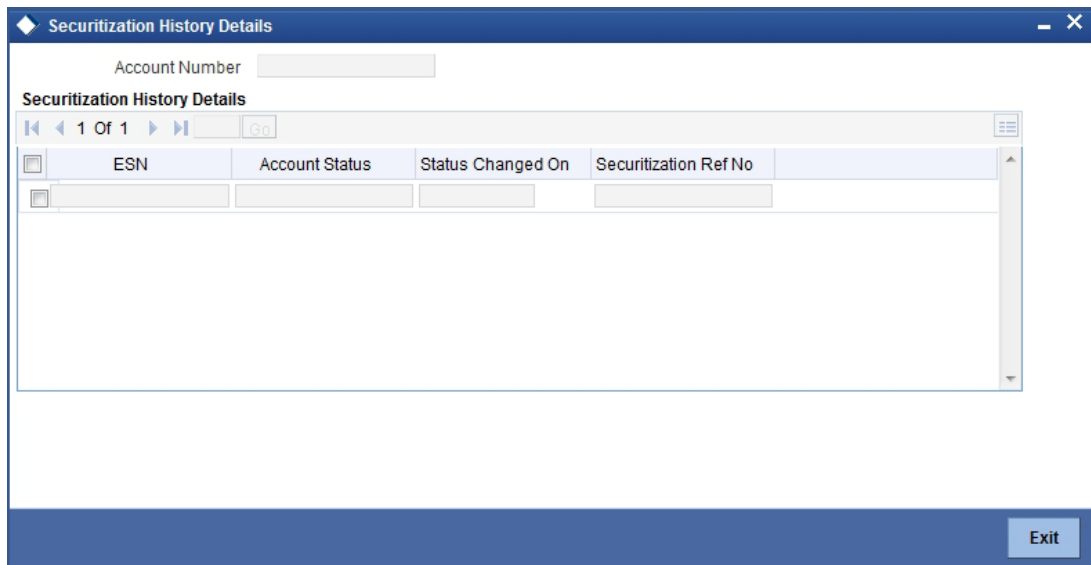 Securitization History Details
Account Number
Securitization History Details
1 Of 1 Go
ESN Account Status Status Changed On Securitization Ref No
Exit